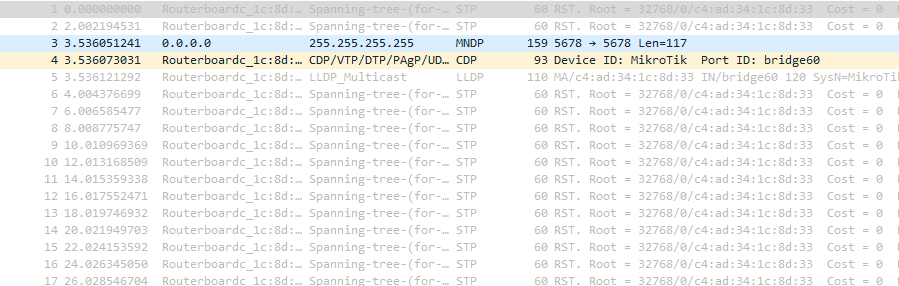 1 0.000000000 Routerboardc_1c:8d:… Spanning-tree-(for-… STP 60 RST. Root = 32768/0/c4:ad:34:1c:8d:33 Cost = 0
2 2.002194531 Routerboardc_1c:8d:… Spanning-tree-(for-… STP 60 RST. Root = 32768/0/c4:ad:34:1c:8d:33 Cost = 0
3 3.536051241 0.0.0.0 255.255.255.255 MNDP 159 5678 → 5678 Len=117
4 3.536073031 Routerboardc_1c:8d:… CDP/VTP/DTP/PAgP/UD… CDP 93 Device ID: MikroTik Port ID: bridge60
5 3.536121292 Routerboardc_1c:8d:… LLDP_Multicast LLDP 110 MA/c4:ad:34:1c:8d:33 IN/bridge60 120 SysN=MikroTi
6 4.004376699 Routerboardc_1c:8d:… Spanning-tree-(for-… STP 60 RST. Root = 32768/0/c4:ad:34:1c:8d:33 Cost = 0
7 6.006585477 Routerboardc_1c:8d:… Spanning-tree-(for-… STP 60 RST. Root = 32768/0/c4:ad:34:1c:8d:33 Cost = 0
8 8.008775747 Routerboardc_1c:8d:… Spanning-tree-(for-… STP 60 RST. Root = 32768/0/c4:ad:34:1c:8d:33 Cost = 0
9 10.010969369 Routerboardc_1c:8d:… Spanning-tree-(for-… STP 60 RST. Root = 32768/0/c4:ad:34:1c:8d:33 Cost = 0
10 12.013168509 Routerboardc_1c:8d:… Spanning-tree-(for-… STP 60 RST. Root = 32768/0/c4:ad:34:1c:8d:33 Cost = 0
11 14.015359338 Routerboardc_1c:8d:… Spanning-tree-(for-… STP 60 RST. Root = 32768/0/c4:ad:34:1c:8d:33 Cost = 0
12 16.017552471 Routerboardc_1c:8d:… Spanning-tree-(for-… STP 60 RST. Root = 32768/0/c4:ad:34:1c:8d:33 Cost = 0
13 18.019746932 Routerboardc_1c:8d:… Spanning-tree-(for-… STP 60 RST. Root = 32768/0/c4:ad:34:1c:8d:33 Cost = 0
14 20.021949703 Routerboardc_1c:8d:… Spanning-tree-(for-… STP 60 RST. Root = 32768/0/c4:ad:34:1c:8d:33 Cost = 0
15 22.024153592 Routerboardc_1c:8d:… Spanning-tree-(for-… STP 60 RST. Root = 32768/0/c4:ad:34:1c:8d:33 Cost = 0
16 24.026345050 Routerboardc_1c:8d:… Spanning-tree-(for-… STP 60 RST. Root = 32768/0/c4:ad:34:1c:8d:33 Cost = 0
17 26.028546704 Routerboardc_1c:8d:… Spanning-tree-(for-… STP 60 RST. Root = 32768/0/c4:ad:34:1c:8d:33 Cost = 0